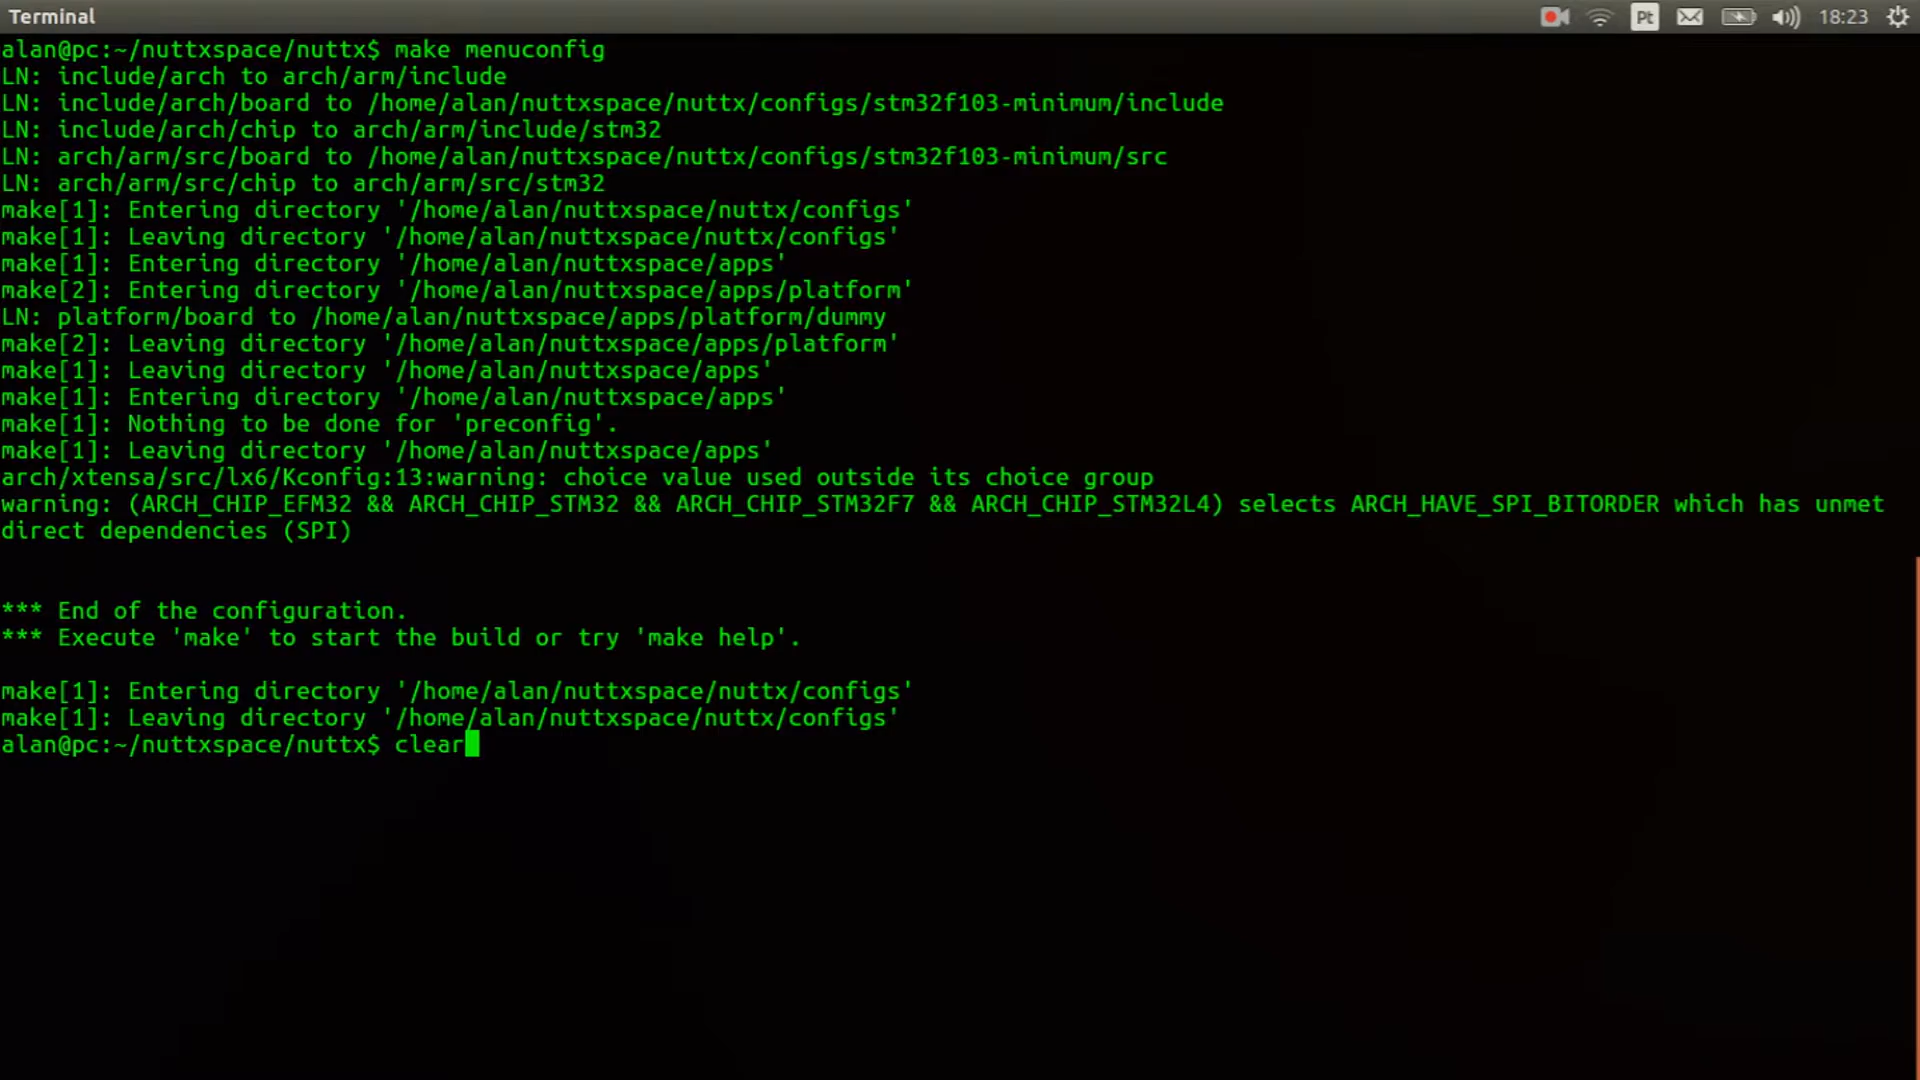 Terminal
Pt
18:23
alan@pc:~/nuttxspace/nuttx$ make menuconfig
LN: include/arch to arch/arm/include
LN: include/arch/board to /home/alan/nuttxspace/nuttx/configs/stm32f103-minimum/include
LN: include/arch/chip to arch/arm/include/stm32
LN: arch/arm/src/board to /home/alan/nuttxspace/nuttx/configs/stm32f103-minimum/src
LN: arch/arm/src/chip to arch/arm/src/stm32
make[1]: Entering directory '/home/alan/nuttxspace/nuttx/configs'
make[1]: Leaving directory '/home/alan/nuttxspace/nuttx/configs'
make[1]: Entering directory '/home/alan/nuttxspace/apps'
make[2]: Entering directory '/home/alan/nuttxspace/apps/platform'
LN: platform/board to /home/alan/nuttxspace/apps/platform/dummy
make[2]: Leaving directory '/home/alan/nuttxspace/apps/platform'
make[1]: Leaving directory '/home/alan/nuttxspace/apps'
make[1]: Entering directory '/home/alan/nuttxspace/apps'
make[1]: Nothing to be done for 'preconfig'.
make[1]: Leaving directory '/home/alan/nuttxspace/apps'
arch/xtensa/src/lx6/Kconfig:13:warning: choice value used outside its choice group
warning: (ARCH_CHIP_EFM32 && ARCH_CHIP_STM32 && ARCH_CHIP_STM32F7 && ARCH_CHIP_STM32L4) selects ARCH_HAVE_SPI_BITORDER which has unmet
direct dependencies (SPI)
*** End of the configuration.
*** Execute 'make' to start the build or try 'make help'.
make[1]: Entering directory '/home/alan/nuttxspace/nuttx/configs'
make[1]: Leaving directory '/home/alan/nuttxspace/nuttx/configs'
alan@pc:~/nuttxspace/nuttx$ clear